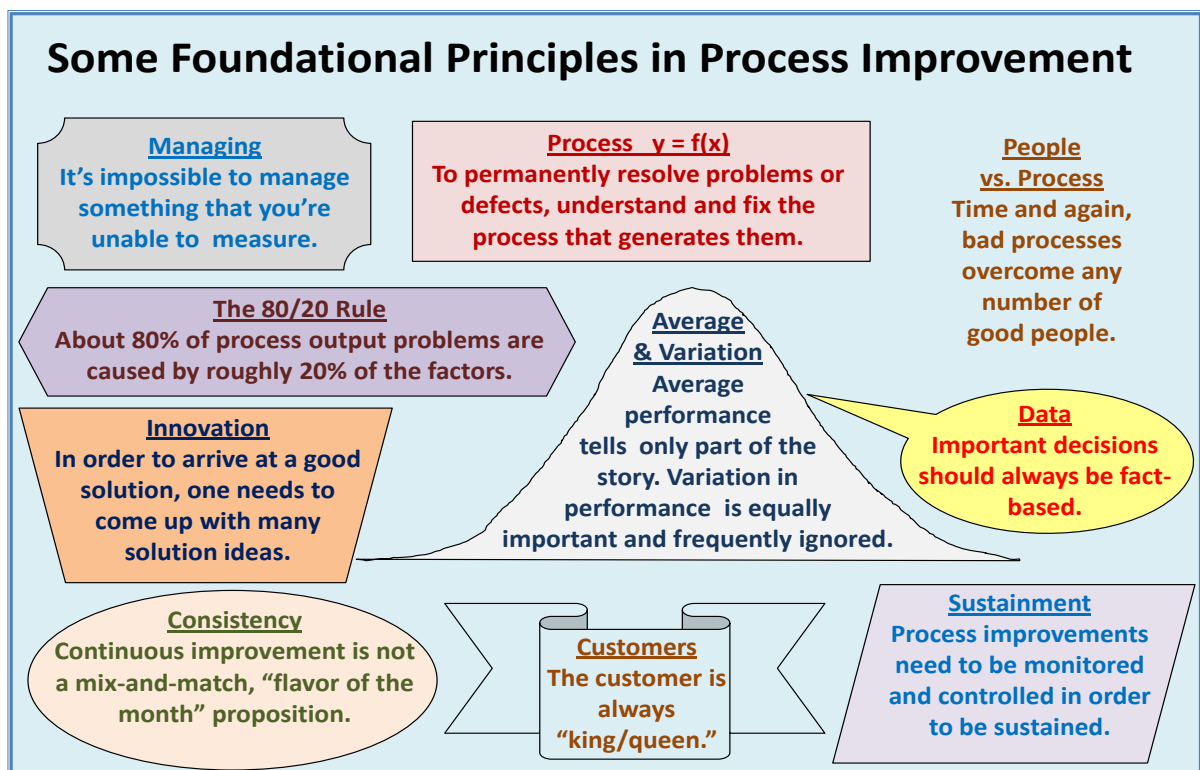 Some Foundational Principles in Process Improvement
Managing
It’s impossible to manage
something that you’re
unable to measure.
Process y = f(x)
To permanently resolve problems or
defects, understand and fix the
process that generates them.
People
vs. Process
Time and again,
bad processes
overcome any
number of
good people.
The 80/20 Rule
About 80% of process output problems are
caused by roughly 20% of the factors.
Average
& Variation
Average
performance
tells only part of the
story. Variation in
performance is equally
important and frequently ignored.
Data
Important decisions
should always be fact-
based.
Innovation
In order to arrive at a good
solution, one needs to
come up with many
solution ideas.
Consistency
Continuous improvement is not
a mix-and-match, “flavor of the
month” proposition.
Customers
The customer is
always
“king/queen.”
Sustainment
Process improvements
need to be monitored
and controlled in order
to be sustained.